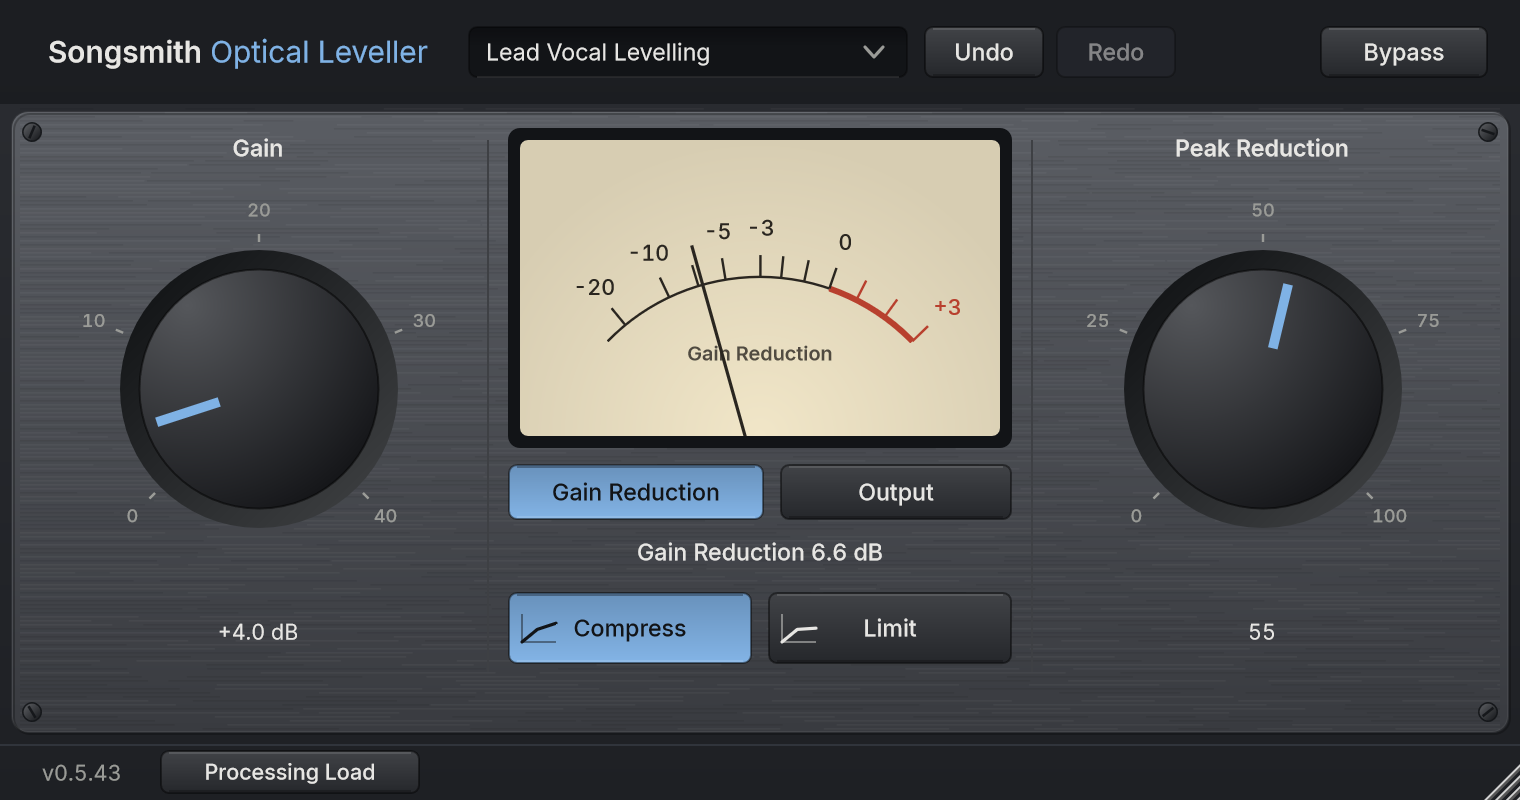 Songsmith Optical Leveller
Lead Vocal Levelling
Undo
Redo
Bypass
Gain
20
10
30
0
40
+4.0 dB
-20
-10
-5
-3
0
+3
Gain Reduction
Gain Reduction
Output
Gain Reduction 6.6 dB
Compress
Limit
Peak Reduction
50
25
75
0
100
55
v0.5.43
Processing Load